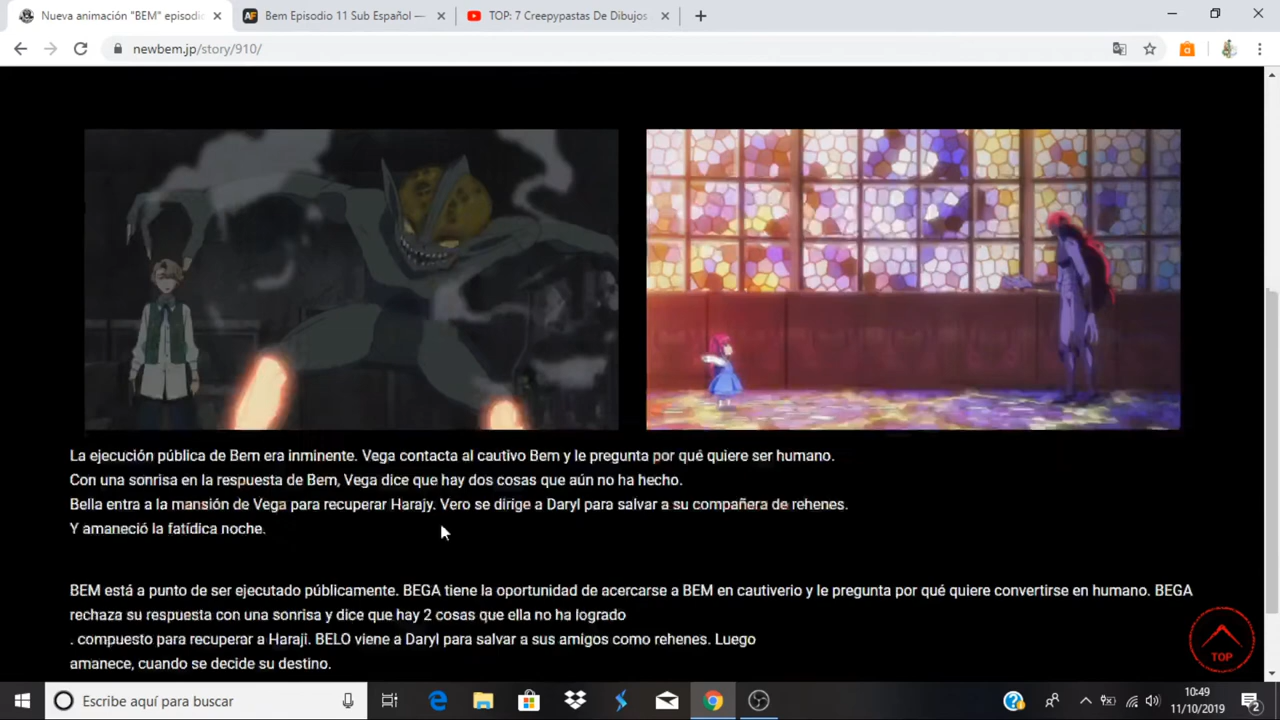 Nueva animación "BEM" episodi
Bem Episodio 11 Sub Español —
TOP: 7 Creepypastas De Dibujos
newbem.jp/story/910/
La ejecución pública de Bem era inminente. Vega contacta al cautivo Bem y le pregunta por qué quiere ser humano.
Con una sonrisa en la respuesta de Bem, Vega dice que hay dos cosas que aún no ha hecho.
Bella entra a la mansión de Vega para recuperar Harajy. Vero se dirige a Daryl para salvar a su compañera de rehenes.
Y amaneció la fatídica noche.
BEM está a punto de ser ejecutado públicamente. BEGA tiene la oportunidad de acercarse a BEM en cautiverio y le pregunta por qué quiere convertirse en humano. BEGA
rechaza su respuesta con una sonrisa y dice que hay 2 cosas que ella no ha logrado
. compuesto para recuperar a Haraji. BELO viene a Daryl para salvar a sus amigos como rehenes. Luego
amanece, cuando se decide su destino.
TOP
Escribe aquí para buscar
10:49
11/10/2019
2